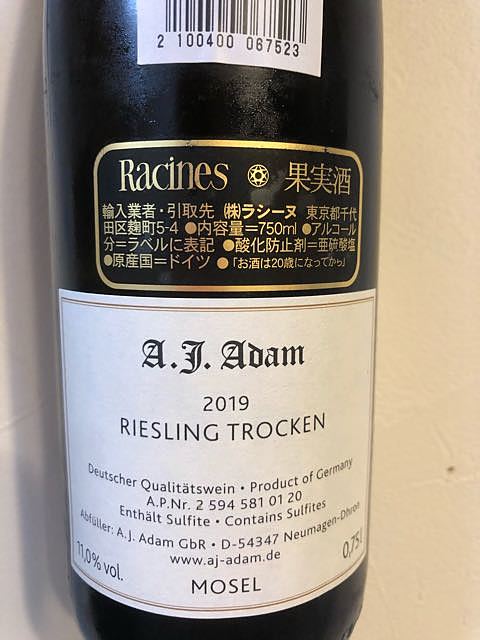 2 100400 067523
Racines 果実酒
輸入業者・引取先 ㈱ラシーヌ 東京都千代
田区麹町5-4 ●内容量=750ml ●アルコール
分=ラベルに表記 ●酸化防止剤=亜硫酸塩
●原産国=ドイツ ●「お酒は20歳になってから」
A.J. Adam
2019
RIESLING TROCKEN
Deutscher Qualitätswein • Product of Germany
A.P.Nr. 2 594 581 01 20
Enthält Sulfite • Contains Sulfites
Abfüller: A.J. Adam GbR • D-54347 Neumagen-Dhron
11,0% vol. www.aj-adam.de 0,75 l
MOSEL